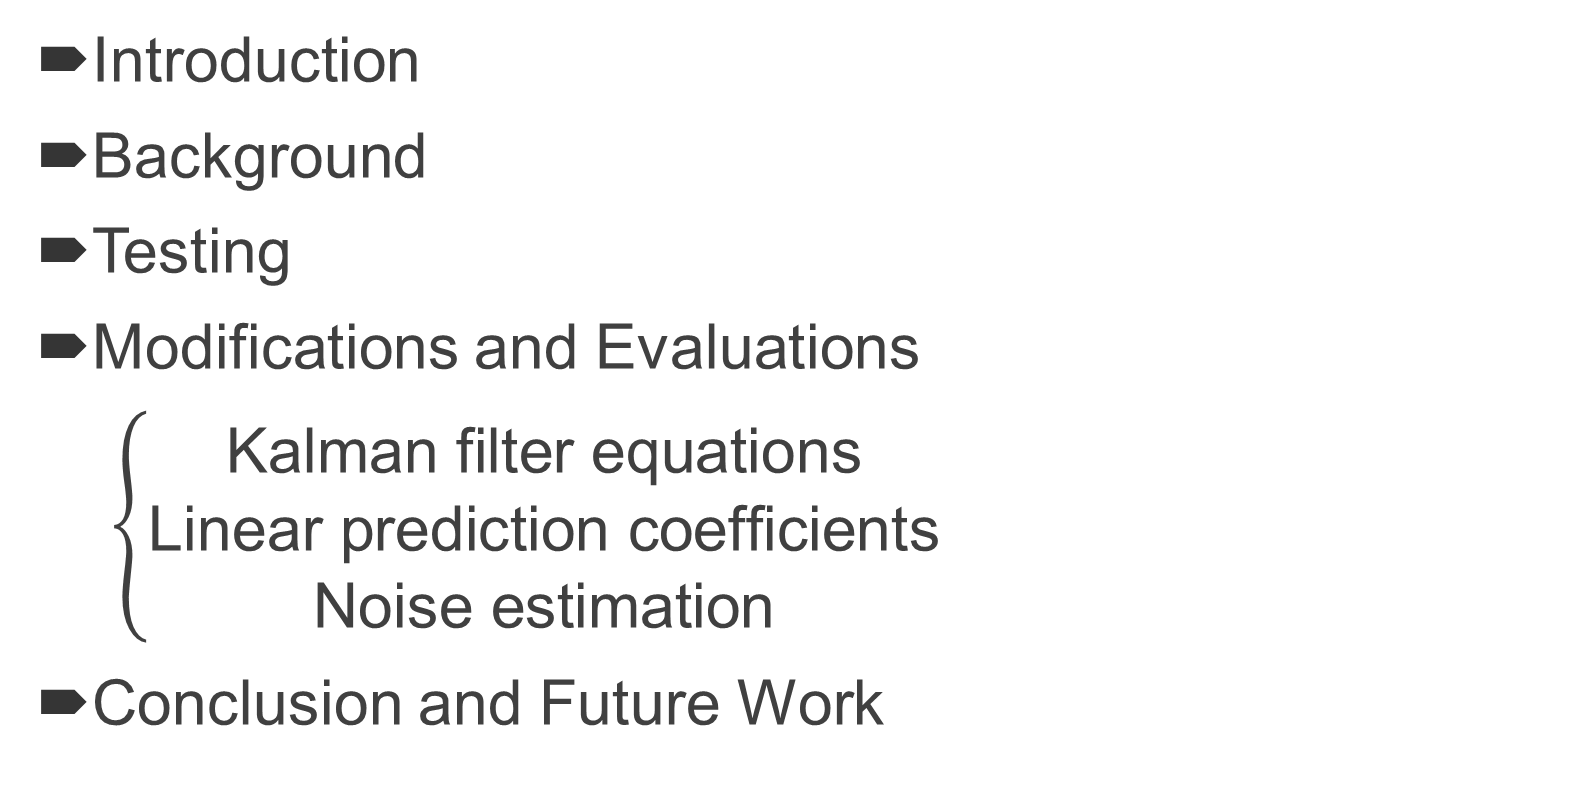 Introduction
Background
Testing
Modifications and Evaluations
Kalman filter equations
Linear prediction coefficients
Noise estimation
Conclusion and Future Work